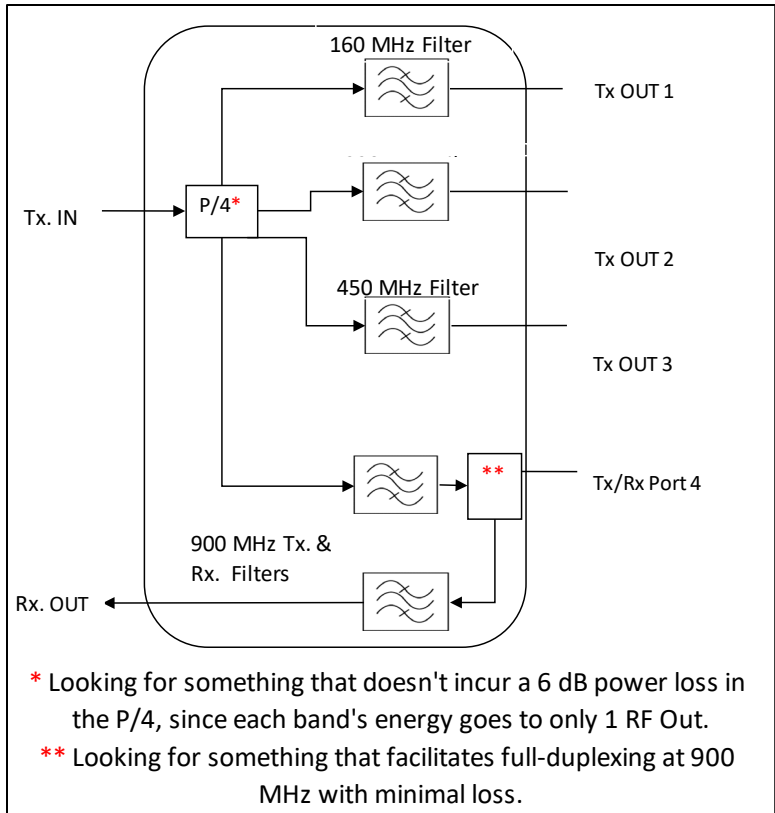 160 MHz Filter
Tx OUT 1
P/4*
Tx. IN
Tx OUT 2
450 MHz Filter
Tx OUT 3
**
Tx/Rx Port 4
900 MHz Tx. &
Rx. Filters
Rx. OUT
* Looking for something that doesn't incur a 6 dB power loss in
the P/4, since each band's energy goes to only 1 RF Out.
** Looking for something that facilitates full-duplexing at 900
MHz with minimal loss.